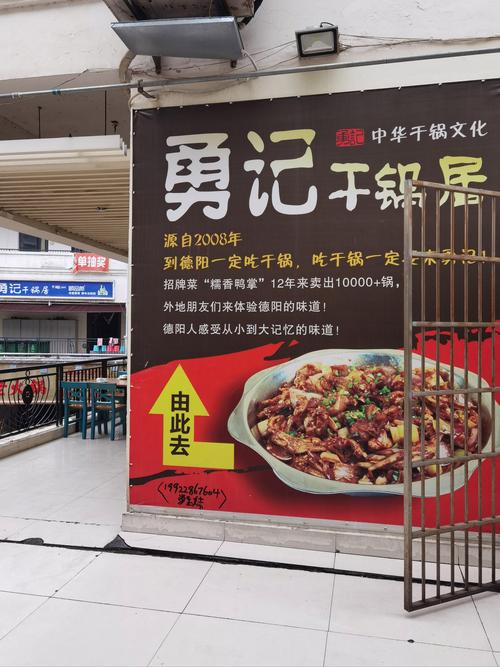 勇记 中华干锅文化
勇记干锅居
源自2008年
到德阳一定吃干锅，吃干锅一定
招牌菜“糯香鸭掌”12年来卖出10000+锅，
外地朋友们来体验德阳的味道！
德阳人感受从小到大记忆的味道！
由此去
19922867604
单抽奖
勇记干锅居